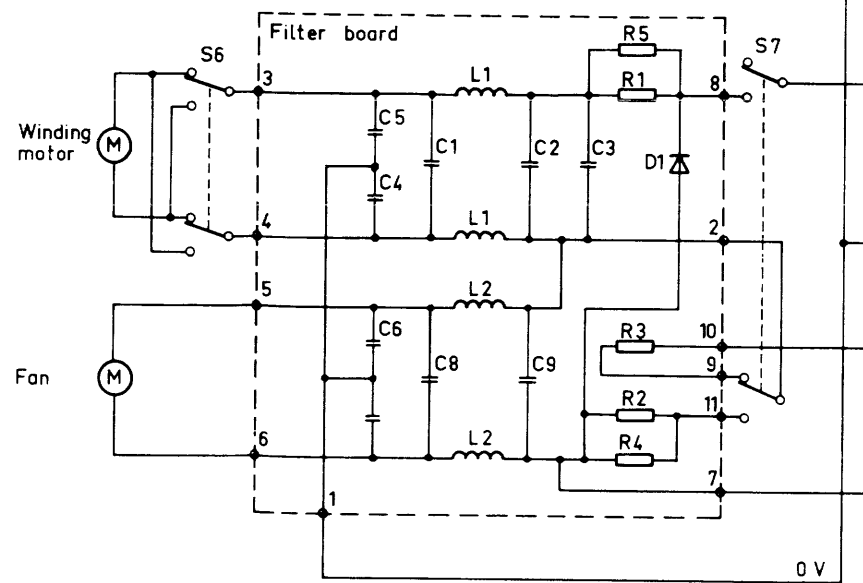 Filter board
S6
S7
R5
3
L1
R1
8
C5
Winding
motor
M
C1
C2
C3
D1
C4
4
L1
2
5
L2
R3
10
C6
9
Fan
M
C8
C9
R2
11
R4
6
L2
7
1
0 V